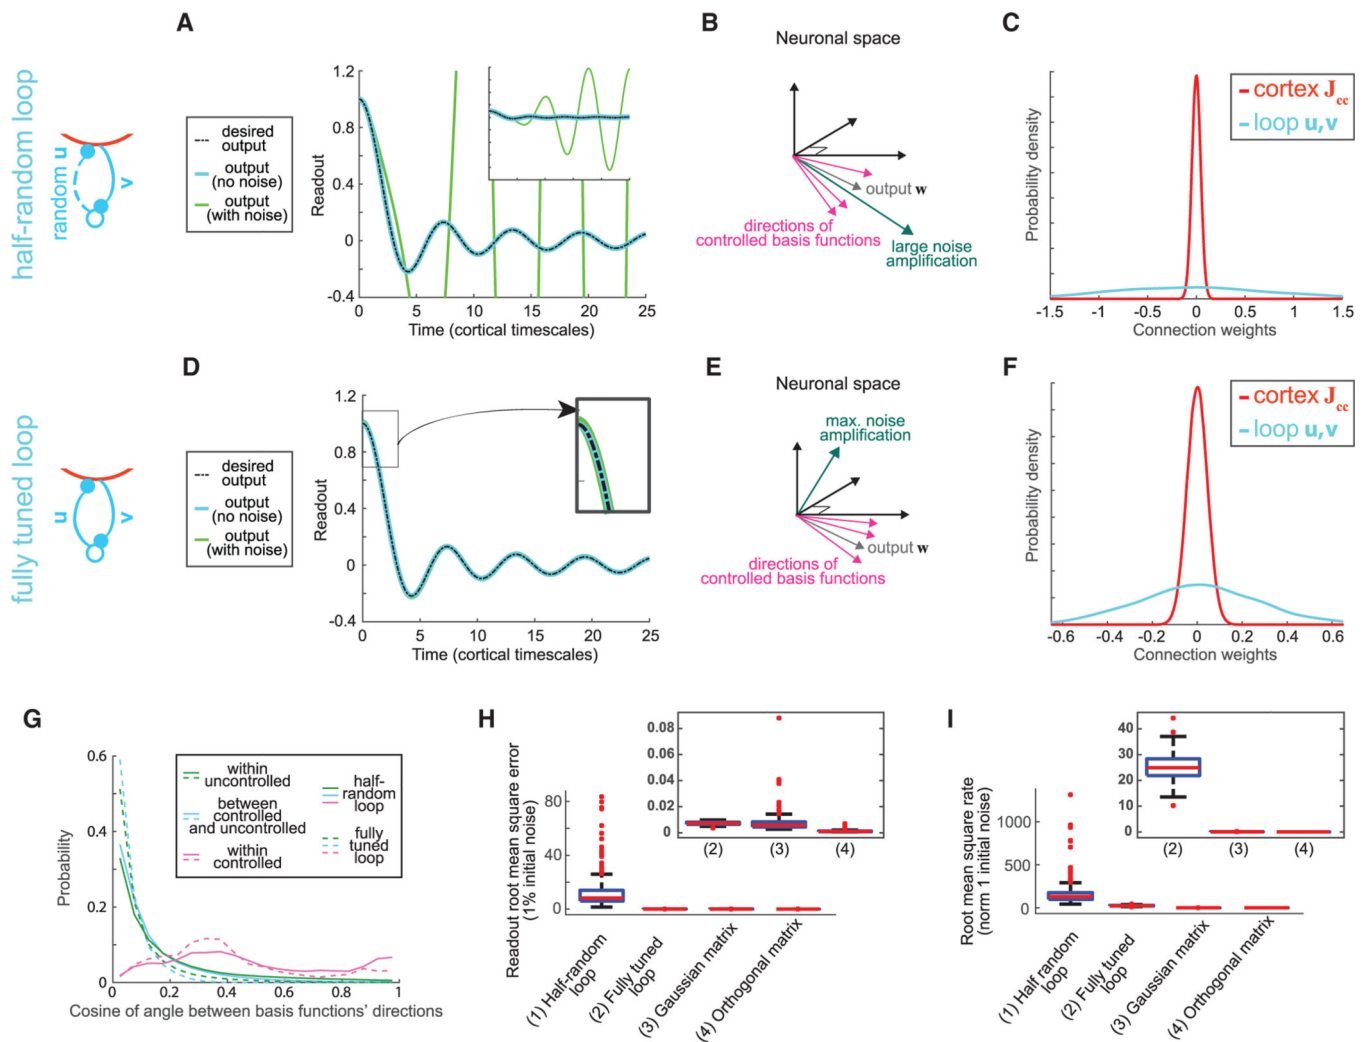 A
B
C
half-random loop
random u
v
desired
output
output
(no noise)
output
(with noise)
Readout
1.2
0.8
0.4
0
-0.4
0
5
10
15
20
25
Time (cortical timescales)
Neuronal space
output w
directions of
controlled basis functions
large noise
amplification
Probability density
cortex Jcc
loop u,v
-1.5
-1
-0.5
0
0.5
1
1.5
Connection weights
D
E
F
fully tuned loop
u
v
desired
output
output
(no noise)
output
(with noise)
Readout
1.2
0.8
0.4
0
-0.4
0
5
10
15
20
25
Time (cortical timescales)
Neuronal space
max. noise
amplification
output w
directions of
controlled basis functions
Probability density
cortex Jcc
loop u,v
-0.6
-0.4
-0.2
0
0.2
0.4
0.6
Connection weights
G
Probability
0.6
0.4
0.2
0
0
0.2
0.4
0.6
0.8
1
Cosine of angle between basis functions' directions
within
uncontrolled
between
controlled
and uncontrolled
within
controlled
half-
random
loop
fully
tuned
loop
H
Readout root mean square error
(1% initial noise)
80
60
40
20
0
0.08
0.06
0.04
0.02
0
(2)
(3)
(4)
(1) Half-random
loop
(2) Fully tuned
loop
(3) Gaussian matrix
(4) Orthogonal matrix
I
Root mean square rate
(norm 1 initial noise)
1000
500
0
40
30
20
10
0
(2)
(3)
(4)
(1) Half random
loop
(2) Fully tuned
loop
(3) Gaussian matrix
(4) Orthogonal matrix